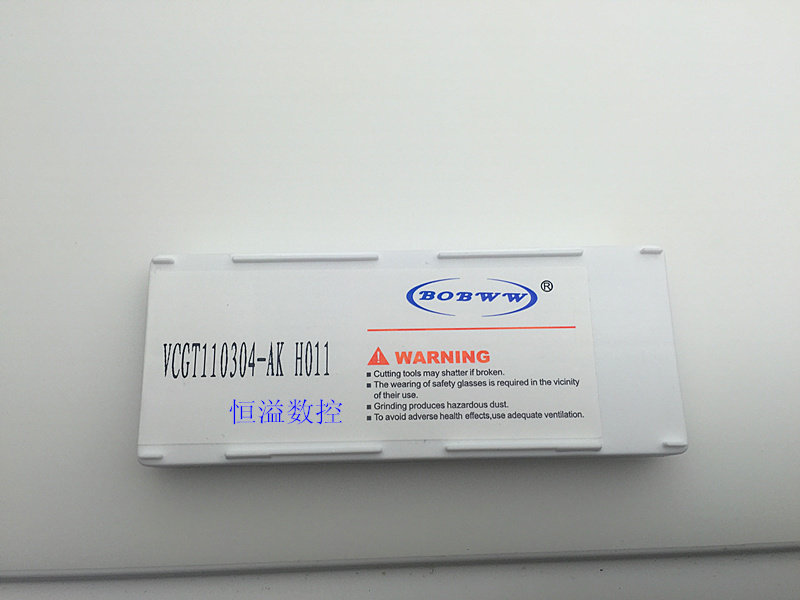 BOBWW®
VCGT110304-AK H011
恒溢数控
WARNING
■ Cutting tools may shatter if broken.
■ The wearing of safety glasses is required in the vicinity
of their use.
■ Grinding produces hazardous dust.
■ To avoid adverse health effects,use adequate ventilation.